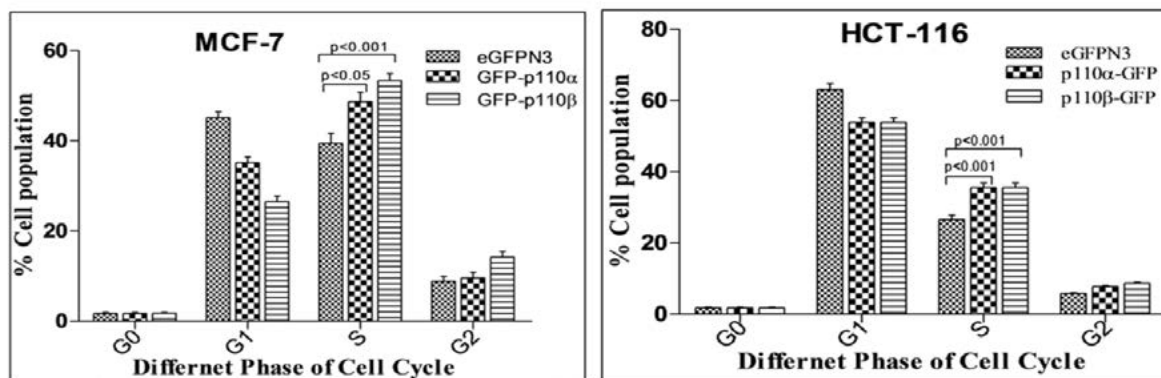 MCF-7
60
40
20
0
% Cell population
eGFPN3
GFP-p110α
GFP-p110β
p<0.001
p<0.05
G0
G1
S
G2
Differnet Phase of Cell Cycle
HCT-116
80
60
40
20
0
% Cell population
eGFPN3
p110α-GFP
p110β-GFP
p<0.001
p<0.001
G0
G1
S
G2
Differnet Phase of Cell Cycle